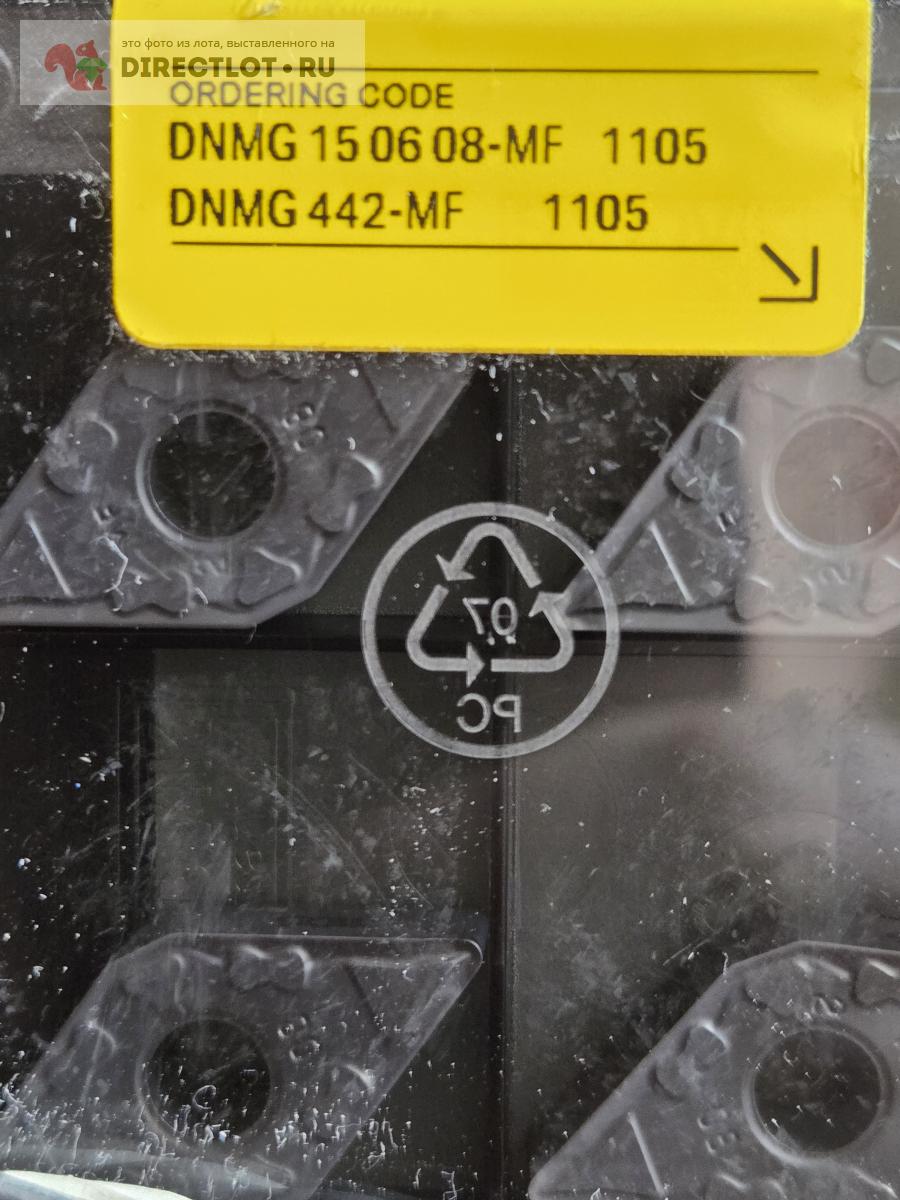 это фото из лота, выставленного на
DIRECTLOT.RU
ORDERING CODE
DNMG 15 06 08-MF 1105
DNMG 442-MF 1105
07
PC